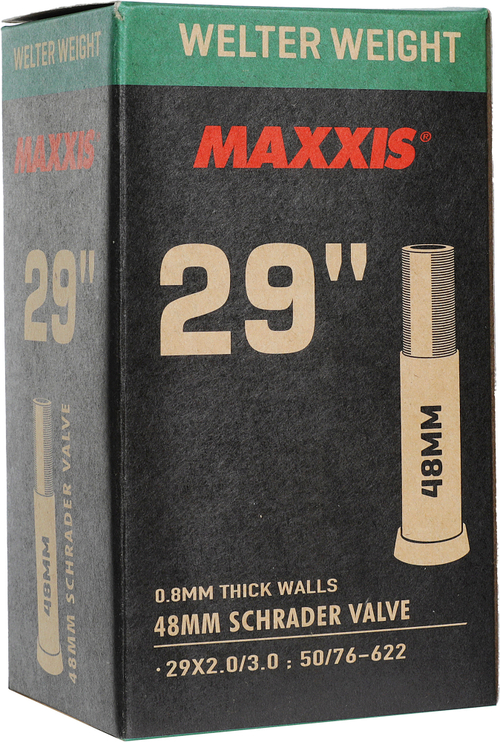 WELTER WEIGHT
MAXXIS
29"
48MM
48MM SCHRADER VALVE
WELTER WEIGHT
MAXXIS®
29"
48MM
0.8MM THICK WALLS
48MM SCHRADER VALVE
·29X2.0/3.0 : 50/76-622